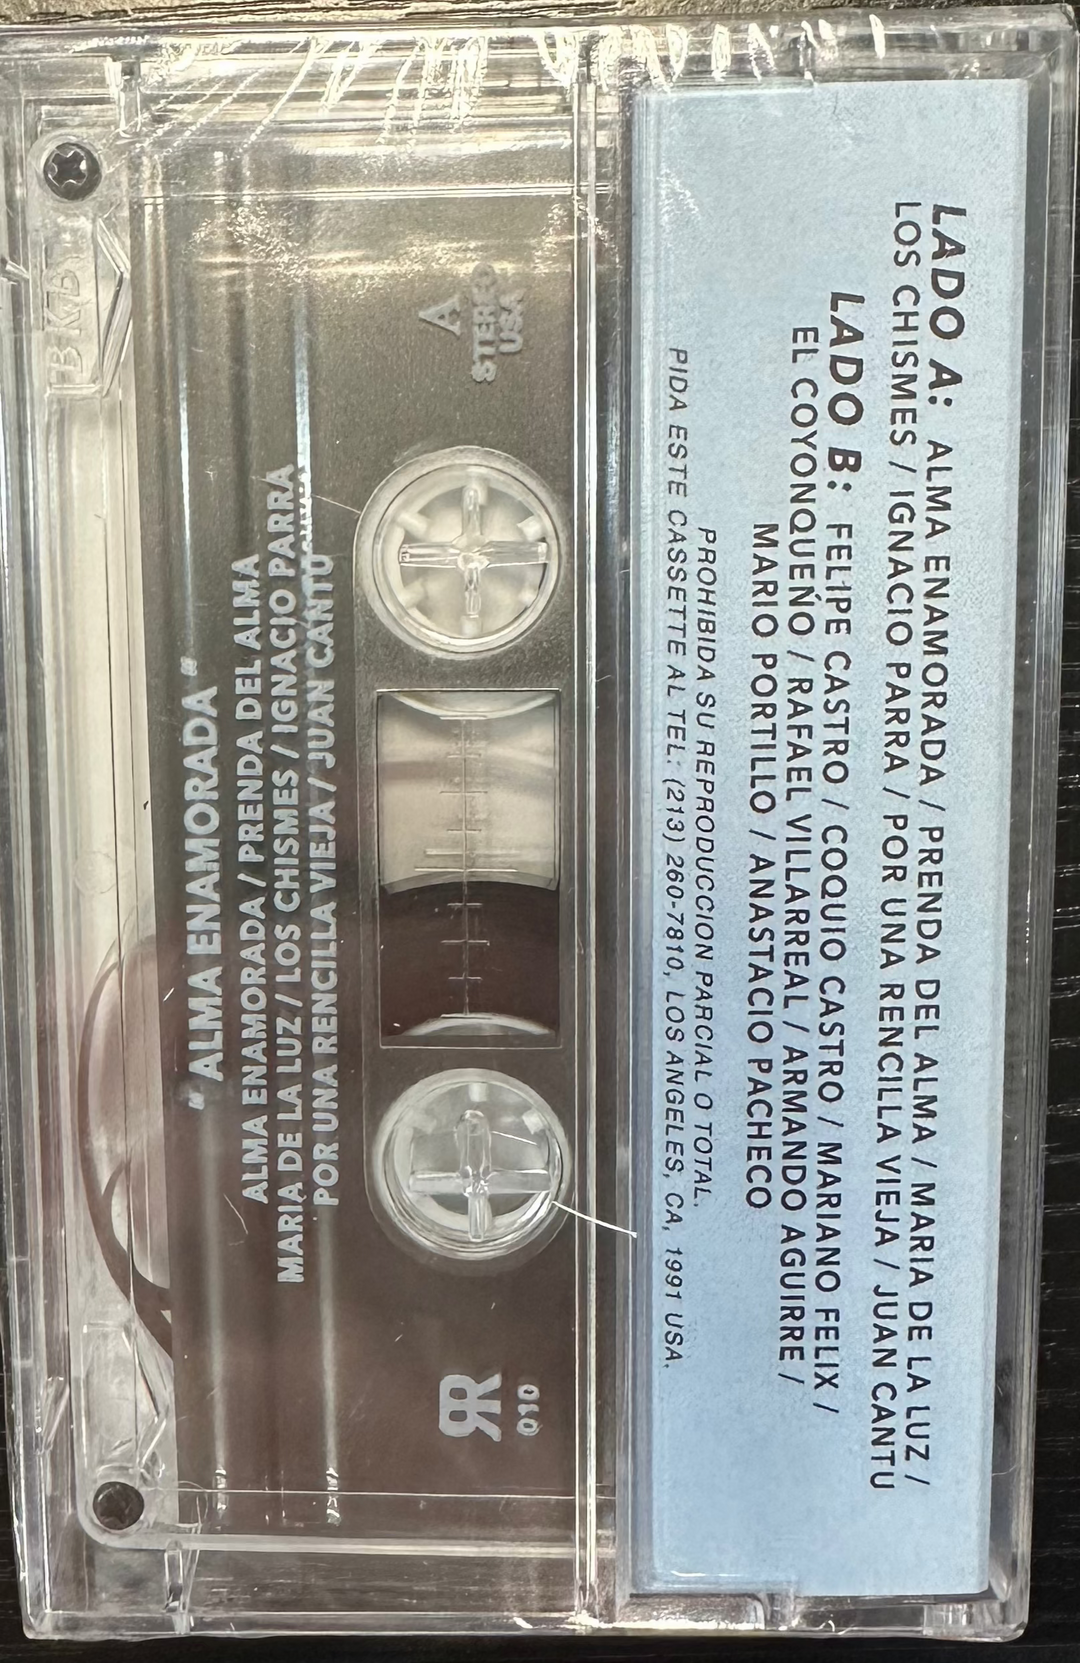 LADO A: ALMA ENAMORADA / PRENDA DEL ALMA / MARIA DE LA LUZ /
LOS CHISMES / IGNACIO PARRA / POR UNA RENCILLA VIEJA / JUAN CANTU
LADO B: FELIPE CASTRO / COQUIO CASTRO / MARIANO FELIX /
EL COYONQUEÑO / RAFAEL VILLARREAL / ARMANDO AGUIRRE /
MARIO PORTILLO / ANASTACIO PACHECO
PROHIBIDA SU REPRODUCCION PARCIAL O TOTAL.
PIDA ESTE CASSETTE AL TEL: (213) 260-7810, LOS ANGELES, CA, 1991 USA.
USA
STEREO
A
010
RR
POR UNA RENCILLA VIEJA / JUAN CANTU
MARIA DE LA LUZ / LOS CHISMES / IGNACIO PARRA
ALMA ENAMORADA / PRENDA DEL ALMA
" ALMA ENAMORADA "